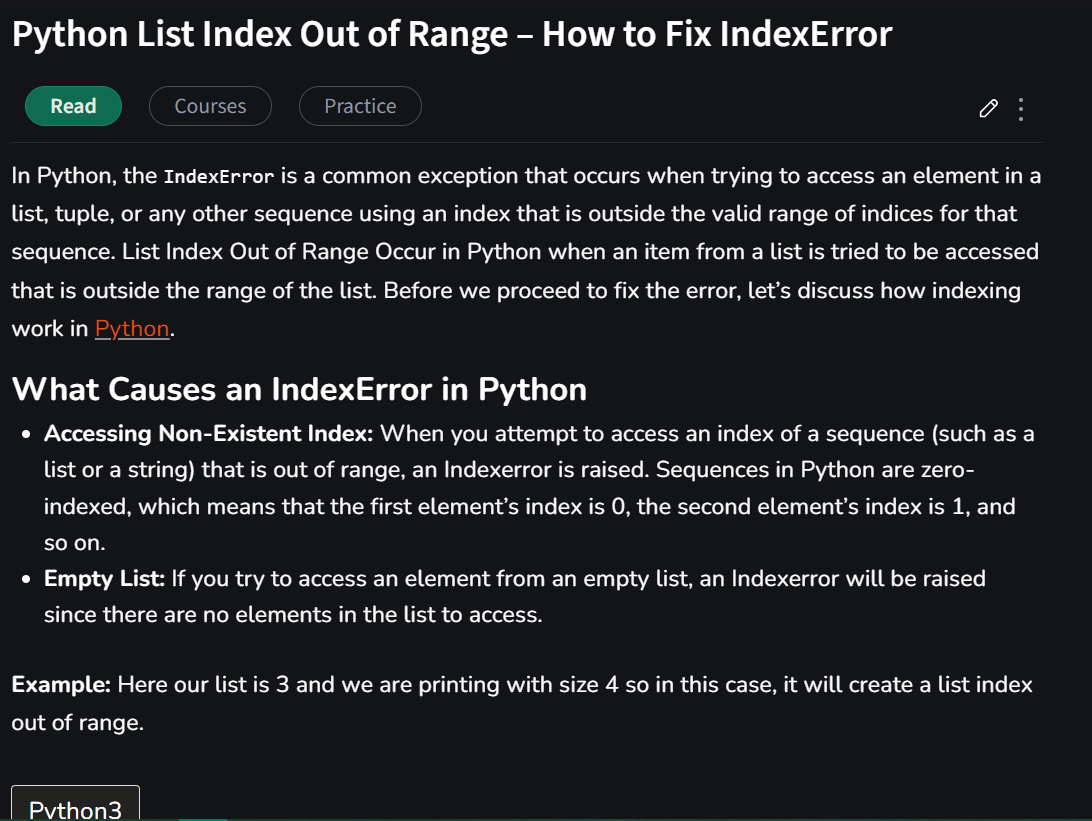 Python List Index Out of Range – How to Fix IndexError
Read Courses Practice
In Python, the IndexError is a common exception that occurs when trying to access an element in a
list, tuple, or any other sequence using an index that is outside the valid range of indices for that
sequence. List Index Out of Range Occur in Python when an item from a list is tried to be accessed
that is outside the range of the list. Before we proceed to fix the error, let’s discuss how indexing
work in Python.
What Causes an IndexError in Python
• Accessing Non-Existent Index: When you attempt to access an index of a sequence (such as a
list or a string) that is out of range, an Indexerror is raised. Sequences in Python are zero-
indexed, which means that the first element’s index is 0, the second element’s index is 1, and
so on.
• Empty List: If you try to access an element from an empty list, an Indexerror will be raised
since there are no elements in the list to access.
Example: Here our list is 3 and we are printing with size 4 so in this case, it will create a list index
out of range.
Python3